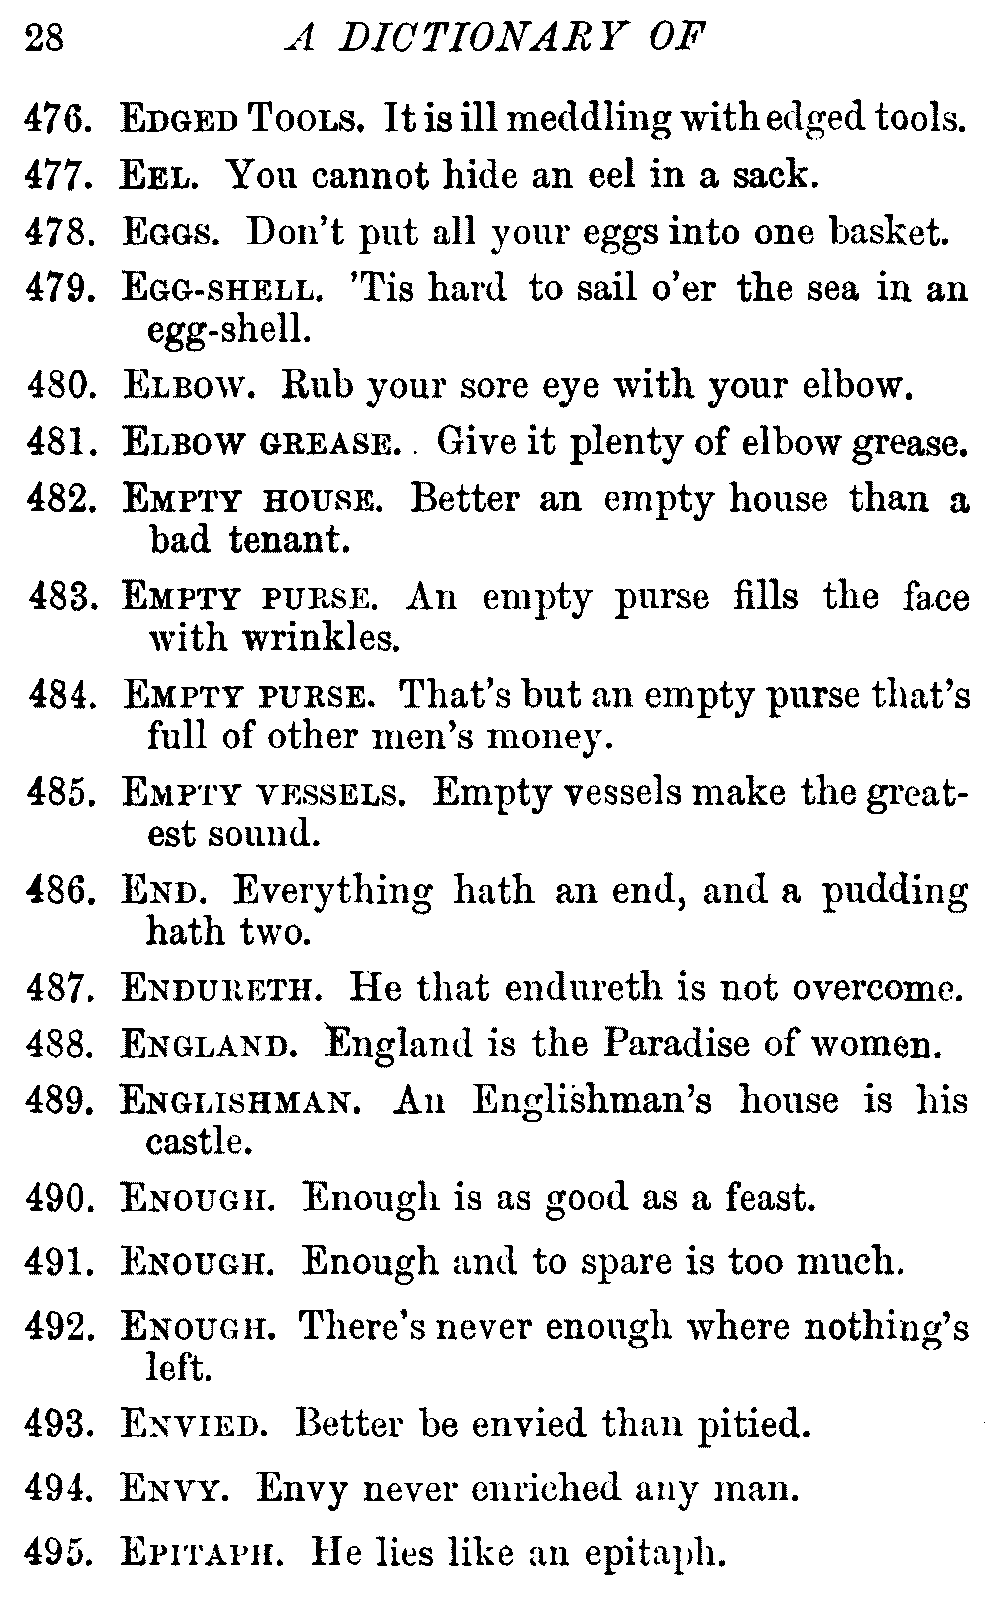 28 A DICTIONARY OF
476. EDGED TOOLS. It is ill meddling with edged tools.
477. EEL. You cannot hide an eel in a sack.
478. EGGS. Don't put all your eggs into one basket.
479. EGG-SHELL. 'Tis hard to sail o'er the sea in an
egg-shell.
480. ELBOW. Rub your sore eye with your elbow.
481. ELBOW GREASE. . Give it plenty of elbow grease.
482. EMPTY HOUSE. Better an empty house than a
bad tenant.
483. EMPTY PURSE. An empty purse fills the face
with wrinkles.
484. EMPTY PURSE. That's but an empty purse that's
full of other men's money.
485. EMPTY VESSELS. Empty vessels make the great-
est sound.
486. END. Everything hath an end, and a pudding
hath two.
487. ENDURETH. He that endureth is not overcome.
488. ENGLAND. England is the Paradise of women.
489. ENGLISHMAN. An Englishman's house is his
castle.
490. ENOUGH. Enough is as good as a feast.
491. ENOUGH. Enough and to spare is too much.
492. ENOUGH. There's never enough where nothing's
left.
493. ENVIED. Better be envied than pitied.
494. ENVY. Envy never enriched any man.
495. EPITAPH. He lies like an epitaph.